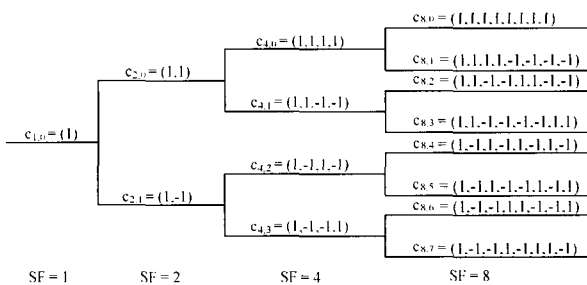 c8,0 = (1,1,1,1,1,1,1,1)
c4,0 = (1,1,1,1)
c8,1 = (1,1,1,1,-1,-1,-1,-1)
c2,0 = (1,1)
c8,2 = (1,1,-1,-1,1,1,-1,-1)
c4,1 = (1,1,-1,-1)
c8,3 = (1,1,-1,-1,-1,-1,1,1)
c1,0 = (1)
c8,4 = (1,-1,1,-1,1,-1,1,-1)
c4,2 = (1,-1,1,-1)
c8,5 = (1,-1,1,-1,-1,1,-1,1)
c2,1 = (1,-1)
c8,6 = (1,-1,-1,1,1,-1,-1,1)
c4,3 = (1,-1,-1,1)
c8,7 = (1,-1,-1,1,-1,1,1,-1)
SF = 1 SF = 2 SF = 4 SF = 8